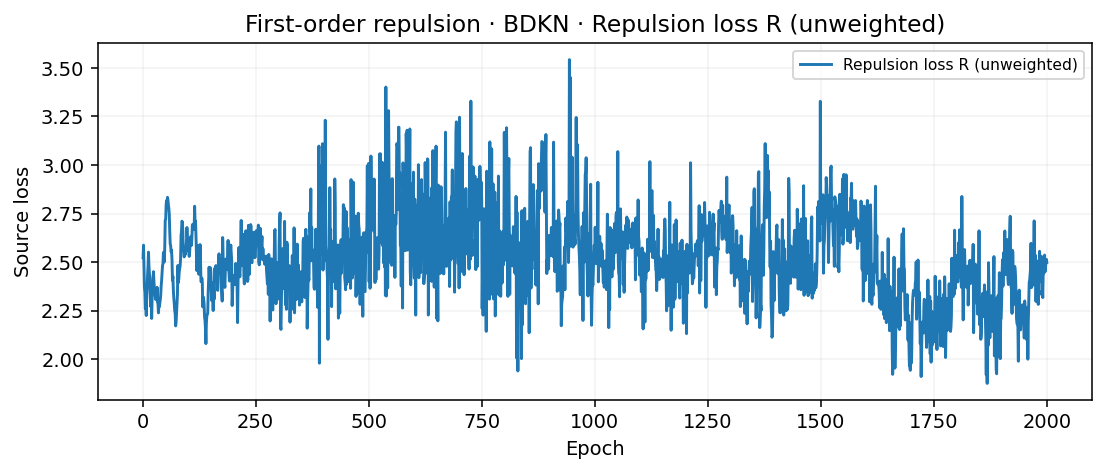 First-order repulsion · BDKN · Repulsion loss R (unweighted)
Repulsion loss R (unweighted)
Source loss
3.50
3.25
3.00
2.75
2.50
2.25
2.00
0 250 500 750 1000 1250 1500 1750 2000
Epoch